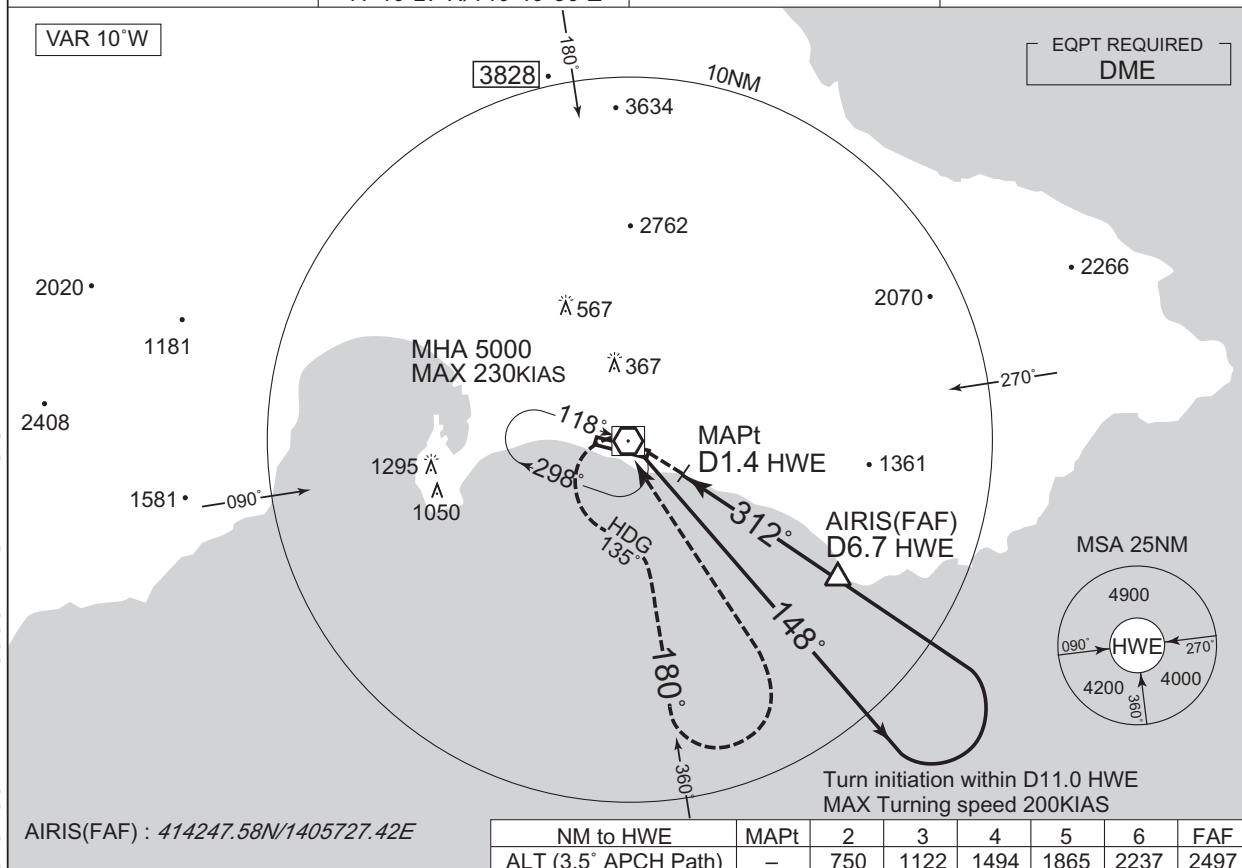 VAR 10°W
180°
EQPT REQUIRED
DME
3828
10NM
3634
2762
2266
2020
2070
567
1181
MHA 5000
MAX 230KIAS
367
270°
2408
118°
MAPt
D1.4 HWE
1295
298°
1361
1581
090°
1050
312°
AIRIS(FAF)
D6.7 HWE
HDG
135°
MSA 25NM
4900
148°
090°
HWE
270°
180°
4200
4000
360°
360°
Turn initiation within D11.0 HWE
MAX Turning speed 200KIAS
AIRIS(FAF) : 414247.58N/1405727.42E
NM to HWE MAPt 2 3 4 5 6 FAF
ALT (3.5° APCH Path) – 750 1122 1494 1865 2237 2497